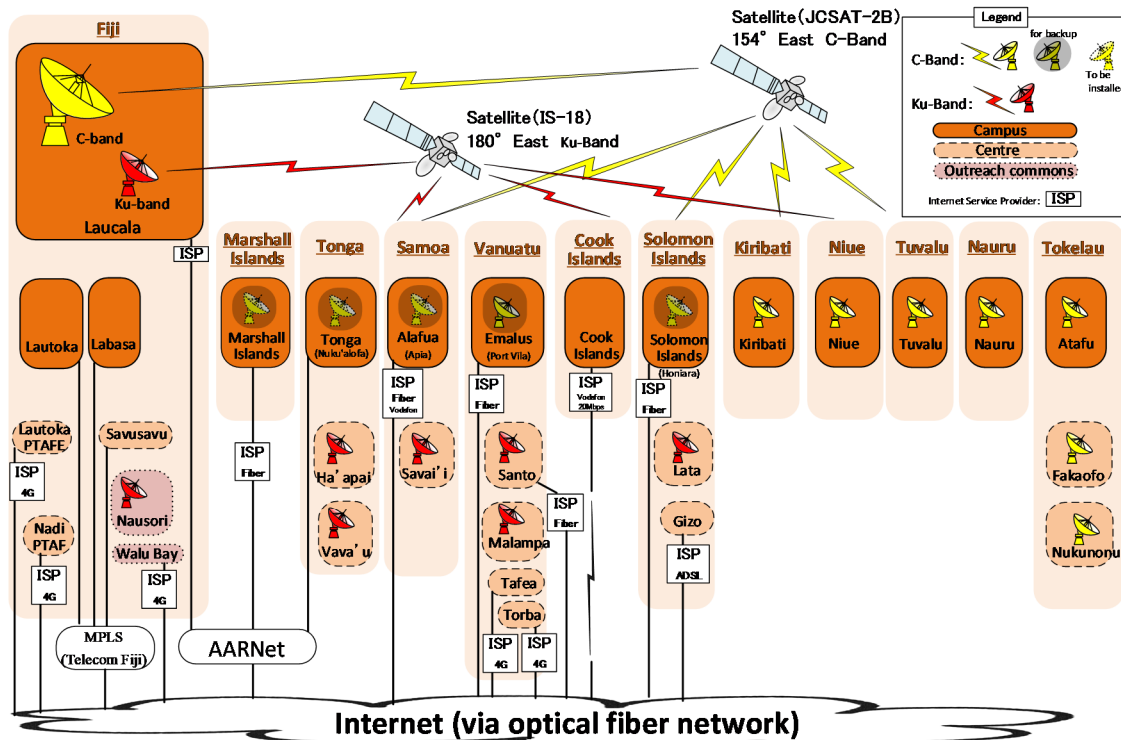 Fiji
C-band
Ku-band
Laucala
ISP
Satellite(JCSAT-2B)
154° East C-Band
Satellite(IS-18)
180° East Ku-Band
Legend
for backup
C-Band:
To be
installed
Ku-Band:
Campus
Centre
Outreach commons
Internet Service Provider:
ISP
Marshall
Islands
Tonga
Samoa
Vanuatu
Cook
Islands
Solomon
Islands
Kiribati
Niue
Tuvalu
Nauru
Tokelau
Lautoka
Labasa
Marshall
Islands
Tonga
(Nuku'alofa)
Alafua
(Apia)
Emalus
(Port Vila)
Cook
Islands
Solomon
Islands
(Honiara)
Kiribati
Niue
Tuvalu
Nauru
Atafu
ISP
Fiber
Vodafon
ISP
Fiber
ISP
Vodafon
20Mbps
ISP
Fiber
Lautoka
PTAFE
Savusavu
ISP
4G
ISP
Fiber
Ha'apai
Savai'i
Santo
Lata
Fakaofo
Nausori
ISP
Fiber
Nadi
PTAF
Vava'u
Malampa
Gizo
Nukunonu
Walu Bay
ISP
4G
ISP
4G
ISP
ADSL
Tafea
Torba
MPLS
(Telecom Fiji)
AARNet
ISP
4G
ISP
4G
Internet (via optical fiber network)